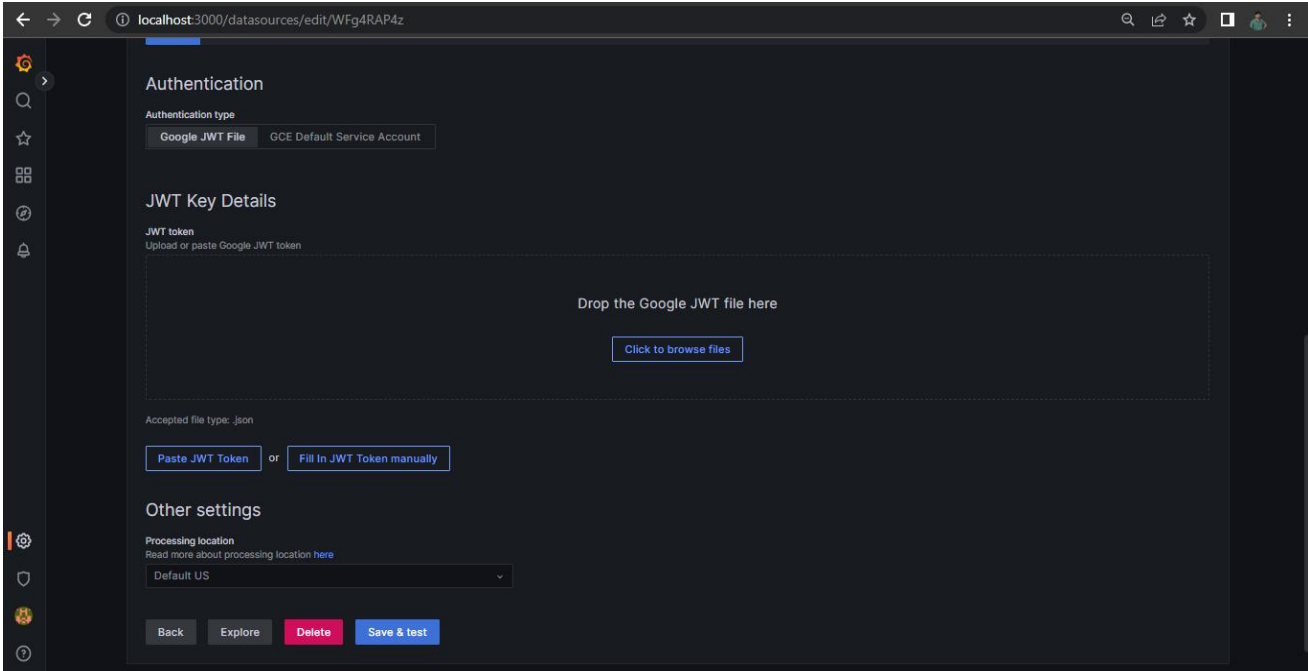 localhost:3000/datasources/edit/WFg4RAP4z
Authentication
Authentication type
Google JWT File GCE Default Service Account
JWT Key Details
JWT token
Upload or paste Google JWT token
Drop the Google JWT file here
Click to browse files
Accepted file type: .json
Paste JWT Token or Fill In JWT Token manually
Other settings
Processing location
Read more about processing location here
Default US
Back Explore Delete Save & test